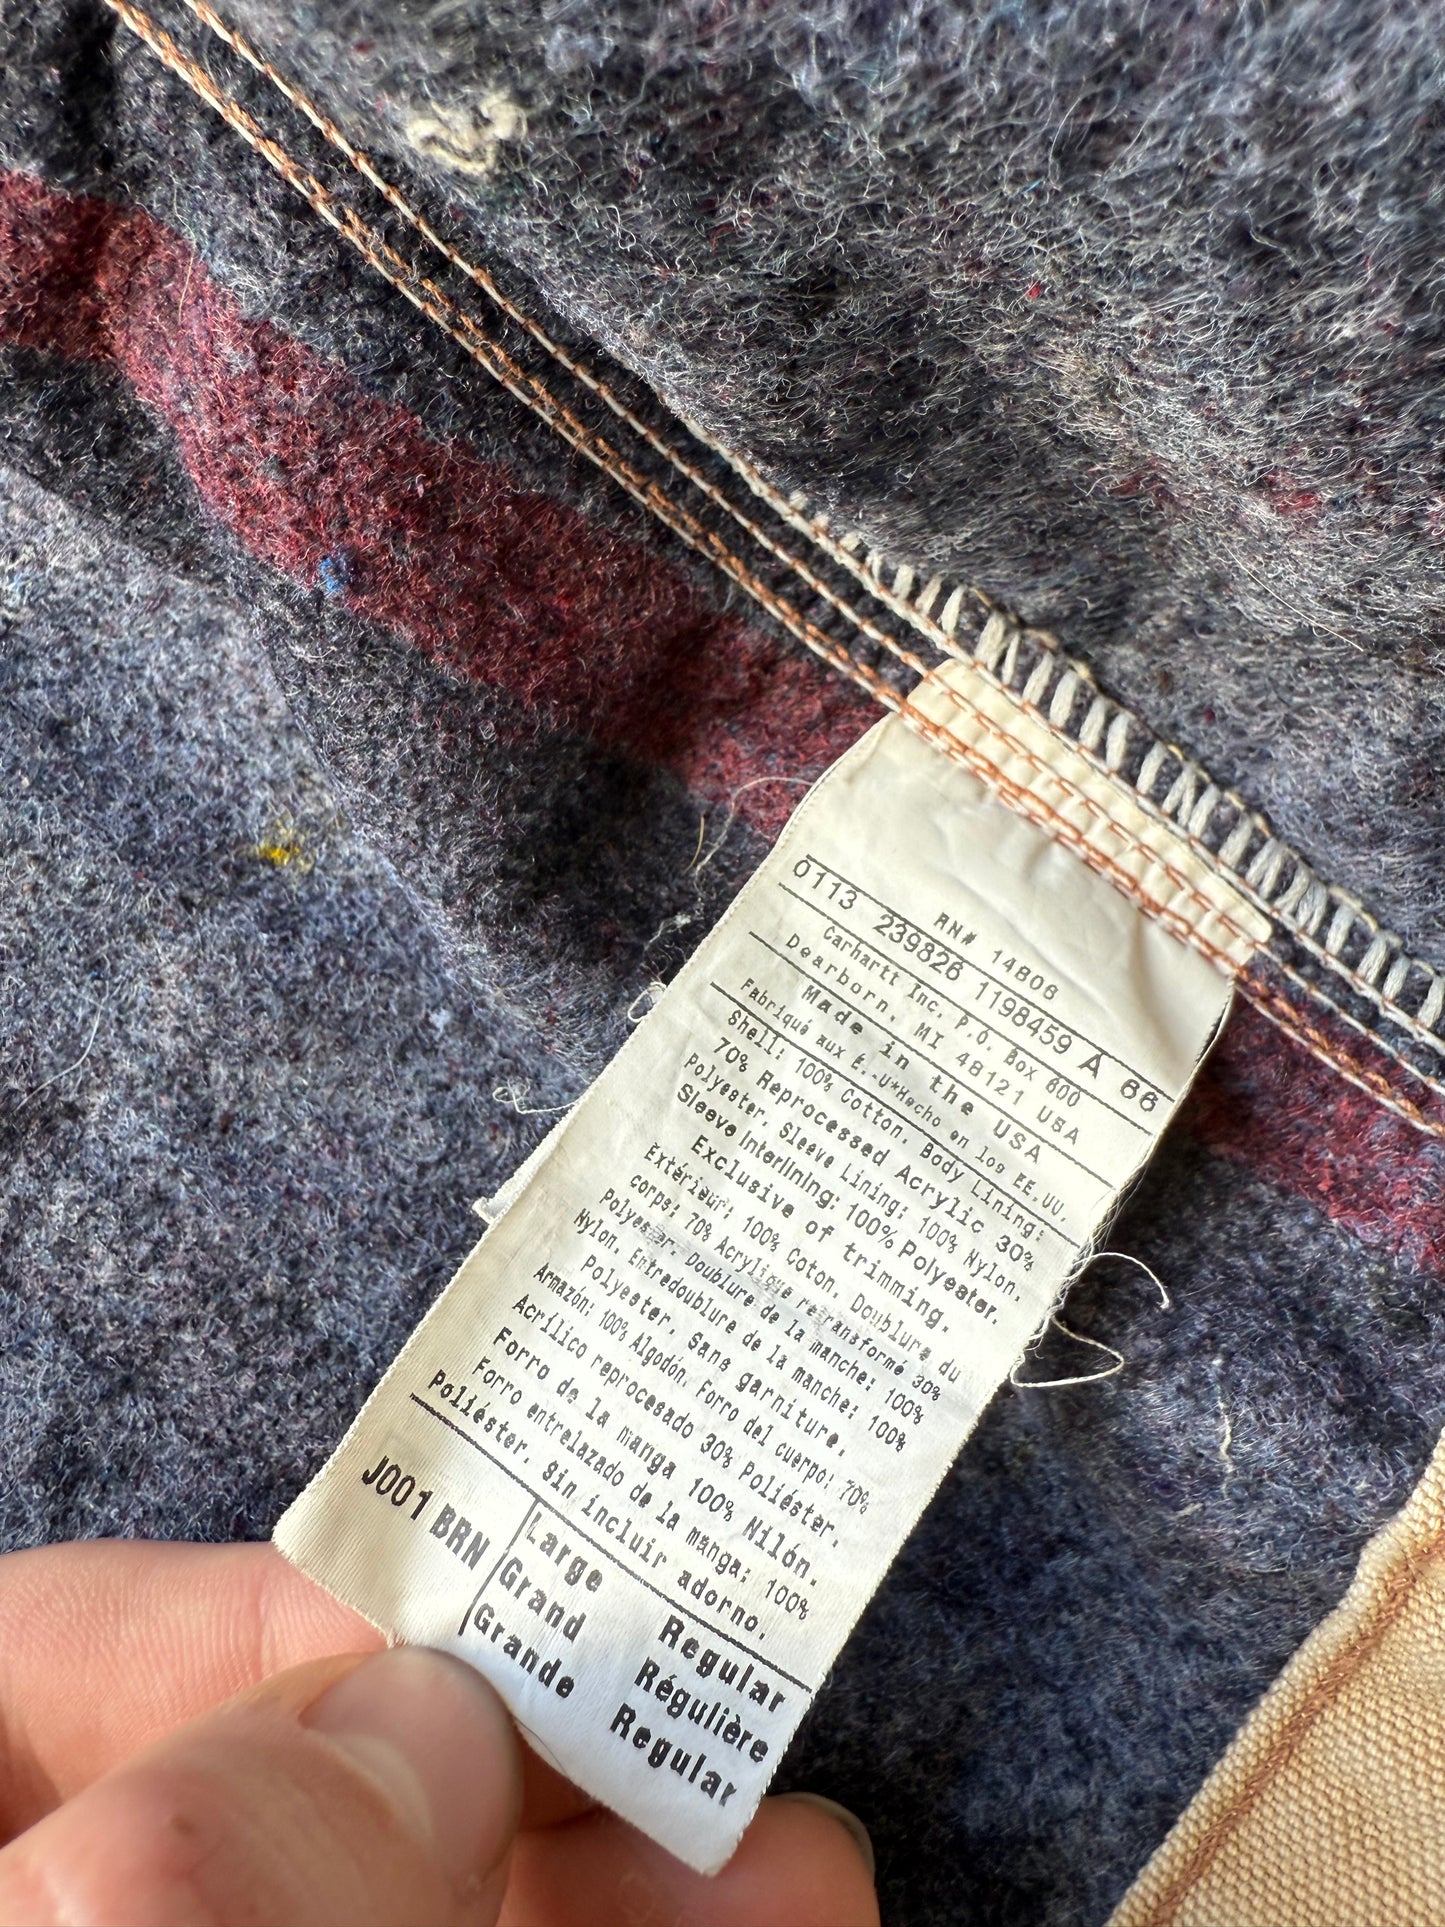 RN# 14806
0113 239826 1198459 A 66
Carhartt Inc. P.O. Box 600
Dearborn, MI 48121 USA
Made in the USA
Fabriqué aux É.-U*Hecho en los EE.UU.
Shell: 100% Cotton. Body Lining:
70% Reprocessed Acrylic 30%
Polyester. Sleeve Lining: 100% Nylon.
Sleeve Interlining: 100% Polyester.
Exclusive of trimming.
Extérieur: 100% Coton. Doublure du
corps: 70% Acrylique retransformé 30%
Polyester. Doublure de la manche: 100%
Nylon. Entredoublure de la manche: 100%
Polyester. Sans garniture.
Armazón: 100% Algodón. Forro del cuerpo: 70%
Acrílico reprocesado 30% Poliéster.
Forro de la manga 100% Nilón.
Forro entrelazado de la manga: 100%
Poliéster. Sin incluir adorno.
J001 BRN Large Regular
Grand Régulière
Grande Regular